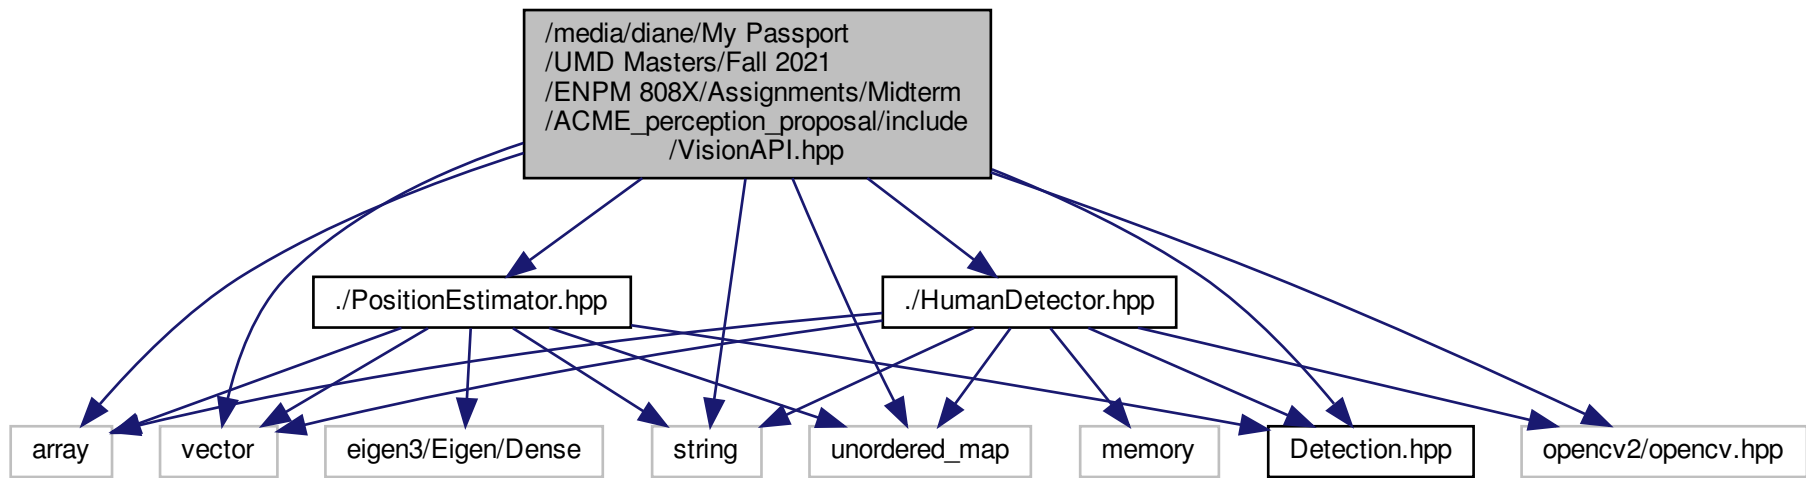 /media/diane/My Passport
/UMD Masters/Fall 2021
/ENPM 808X/Assignments/Midterm
/ACME_perception_proposal/include
/VisionAPI.hpp
./PositionEstimator.hpp
./HumanDetector.hpp
array
vector
eigen3/Eigen/Dense
string
unordered_map
memory
Detection.hpp
opencv2/opencv.hpp